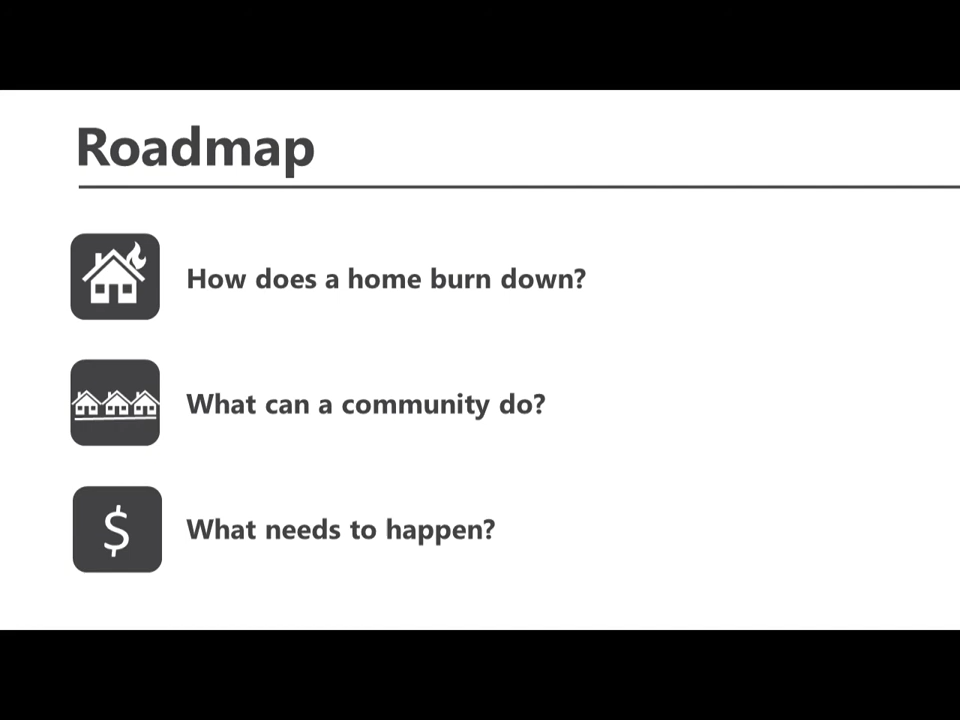 Roadmap
How does a home burn down?
What can a community do?
$
What needs to happen?